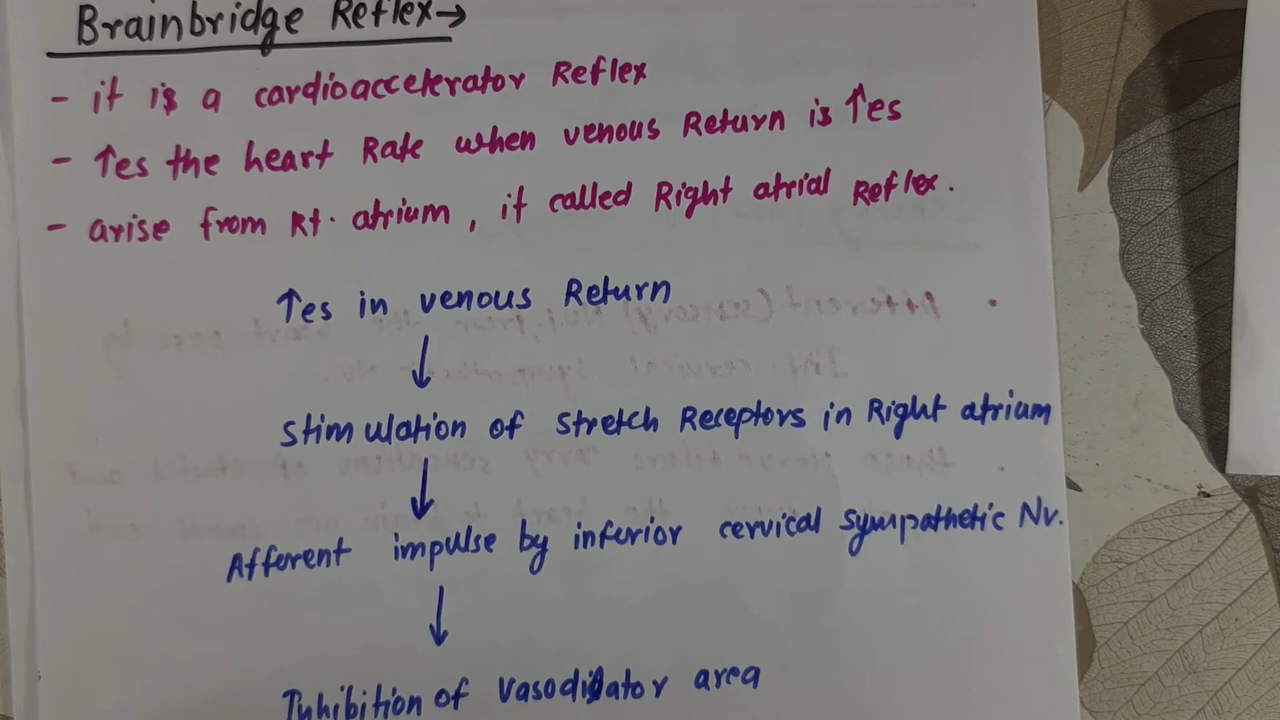 Brainbridge Reflex→
- it is a cardioaccelerator Reflex
- ↑es the heart Rate when venous Return is ↑es
- arise from Rt. atrium, it called Right atrial Reflex.
↑es in venous Return
↓
Stimulation of stretch Receptors in Right atrium
↓
Afferent impulse by inferior cervical sympathetic Nv.
↓
Inhibition of vasodilator area